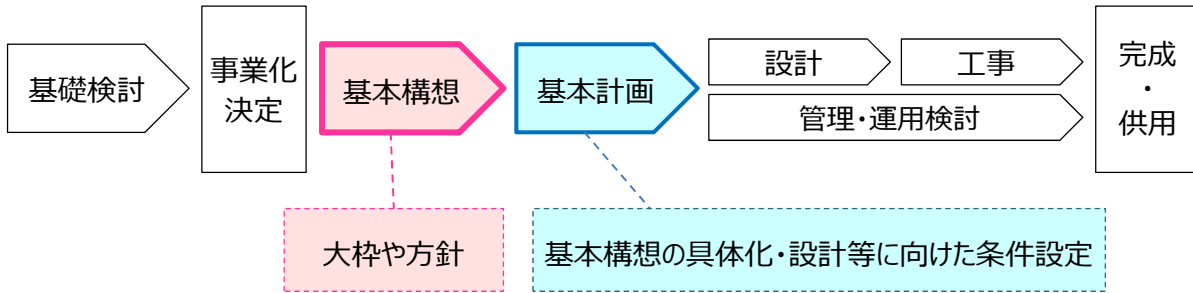 基礎検討
事業化
決定
基本構想
基本計画
設計
工事
管理・運用検討
完成
・
供用
大枠や方針
基本構想の具体化・設計等に向けた条件設定